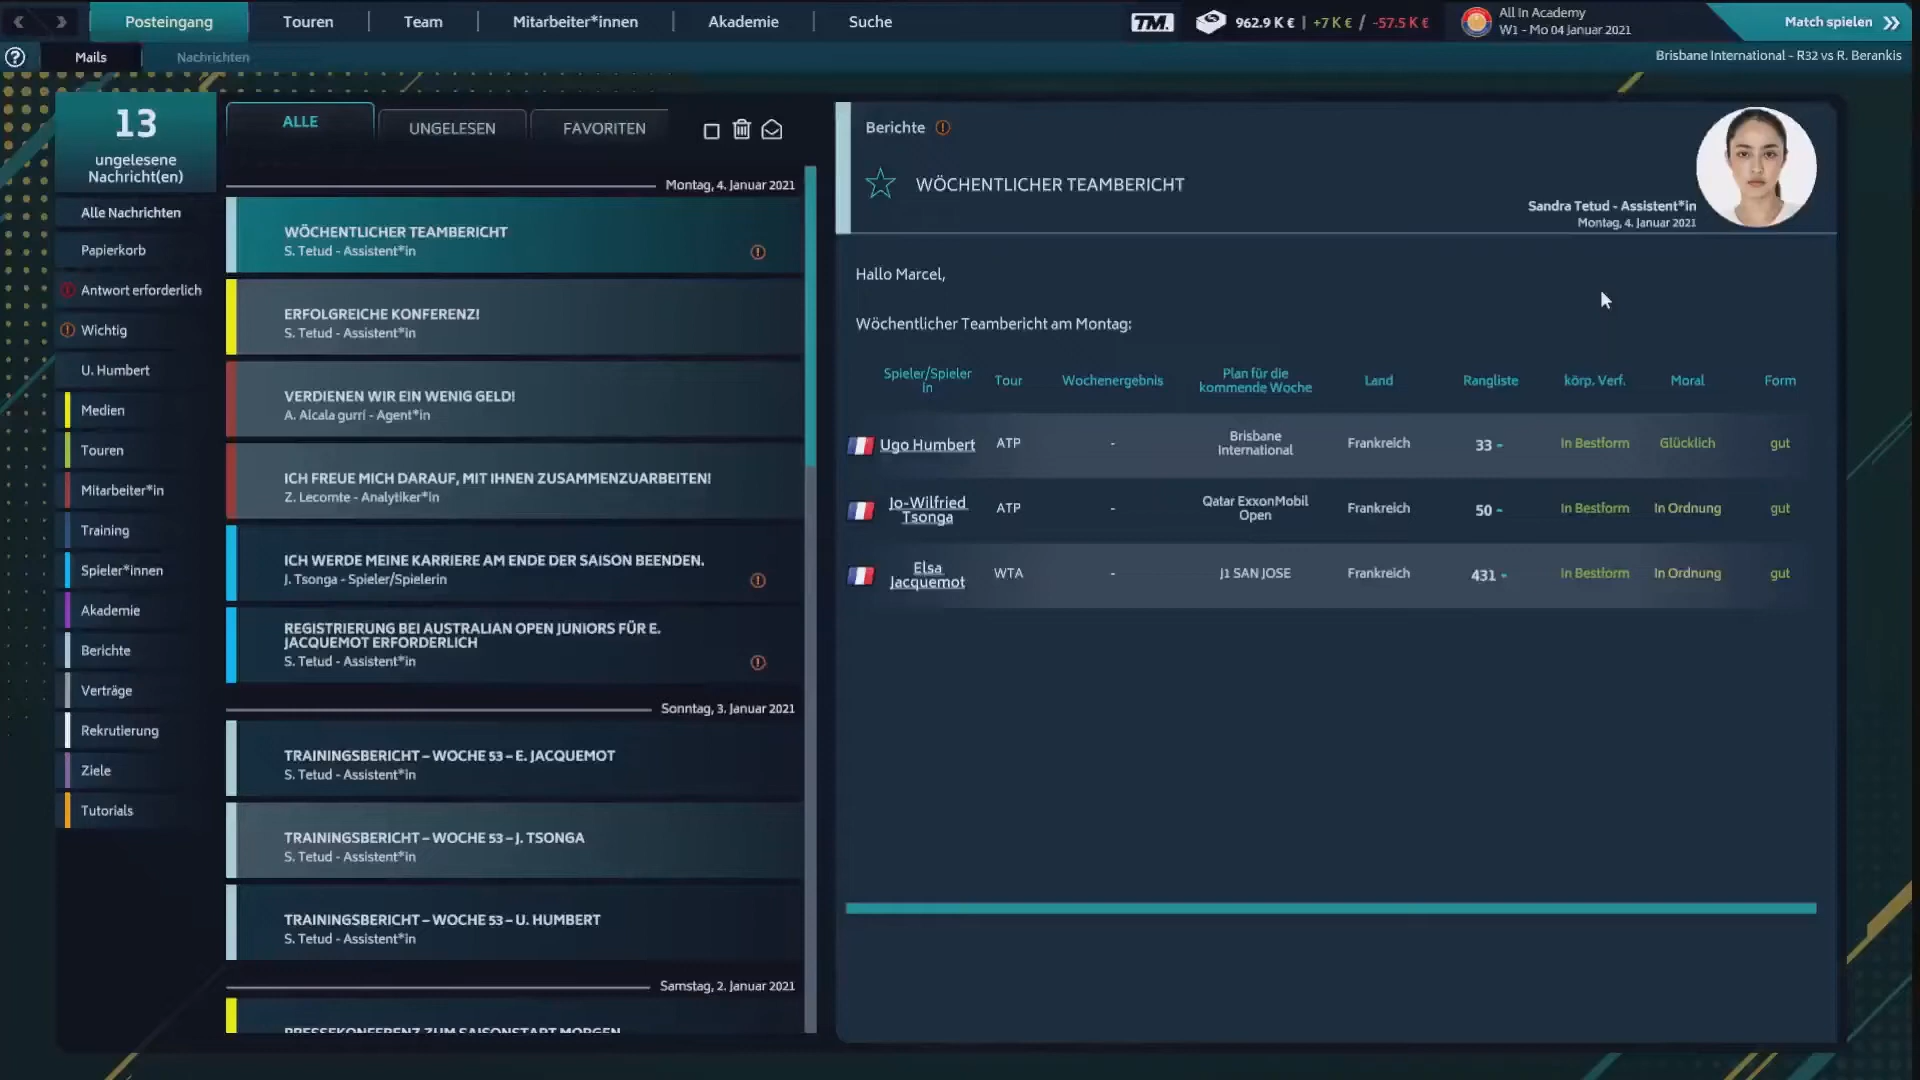 Posteingang
Touren
Team
Mitarbeiter*innen
Akademie
Suche
TM.
962.9 K € | +7 K € / -57.5 K €
All In Academy
W1 - Mo 04 Januar 2021
Match spielen
Brisbane International - R32 vs R. Berankis
Mails
Nachrichten
13
ungelesene
Nachricht(en)
Alle Nachrichten
Papierkorb
Antwort erforderlich
Wichtig
U. Humbert
Medien
Touren
Mitarbeiter*in
Training
Spieler*innen
Akademie
Berichte
Verträge
Rekrutierung
Ziele
Tutorials
ALLE
UNGELESEN
FAVORITEN
Montag, 4. Januar 2021
WÖCHENTLICHER TEAMBERICHT
S. Tetud - Assistent*in
ERFOLGREICHE KONFERENZ!
S. Tetud - Assistent*in
VERDIENEN WIR EIN WENIG GELD!
A. Alcala gurri - Agent*in
ICH FREUE MICH DARAUF, MIT IHNEN ZUSAMMENZUARBEITEN!
Z. Lecomte - Analytiker*in
ICH WERDE MEINE KARRIERE AM ENDE DER SAISON BEENDEN.
J. Tsonga - Spieler/Spielerin
REGISTRIERUNG BEI AUSTRALIAN OPEN JUNIORS FÜR E.
JACQUEMOT ERFORDERLICH
S. Tetud - Assistent*in
Sonntag, 3. Januar 2021
TRAININGSBERICHT – WOCHE 53 – E. JACQUEMOT
S. Tetud - Assistent*in
TRAININGSBERICHT – WOCHE 53 – J. TSONGA
S. Tetud - Assistent*in
TRAININGSBERICHT – WOCHE 53 – U. HUMBERT
S. Tetud - Assistent*in
Samstag, 2. Januar 2021
PRESSEKONFERENZ ZUM SAISONSTART MORGEN
Berichte
WÖCHENTLICHER TEAMBERICHT
Sandra Tetud - Assistent*in
Montag, 4. Januar 2021
Hallo Marcel,
Wöchentlicher Teambericht am Montag:
Spieler/Spieler
in
Tour
Wochenergebnis
Plan für die
kommende Woche
Land
Rangliste
körp. Verf.
Moral
Form
Ugo Humbert
ATP
-
Brisbane
International
Frankreich
33 -
In Bestform
Glücklich
gut
Jo-Wilfried
Tsonga
ATP
-
Qatar ExxonMobil
Open
Frankreich
50 -
In Bestform
In Ordnung
gut
Elsa
Jacquemot
WTA
-
J1 SAN JOSE
Frankreich
431 -
In Bestform
In Ordnung
gut